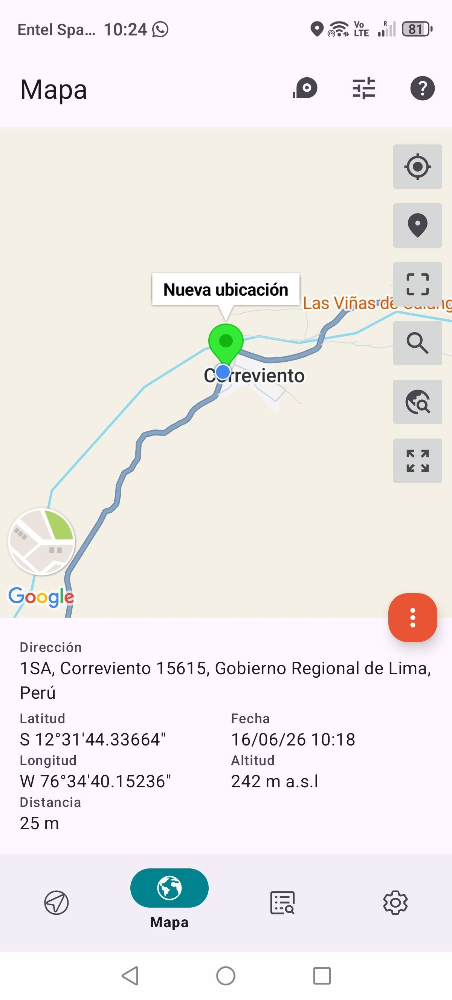 Entel Spa... 10:24
Vo
LTE
R
81
Mapa
Nueva ubicación
Las Viñas de
Correviento
Google
Dirección
1SA, Correviento 15615, Gobierno Regional de Lima,
Perú
Latitud
S 12°31'44.33664"
Fecha
16/06/26 10:18
Longitud
W 76°34'40.15236"
Altitud
242 m a.s.l
Distancia
25 m
Mapa